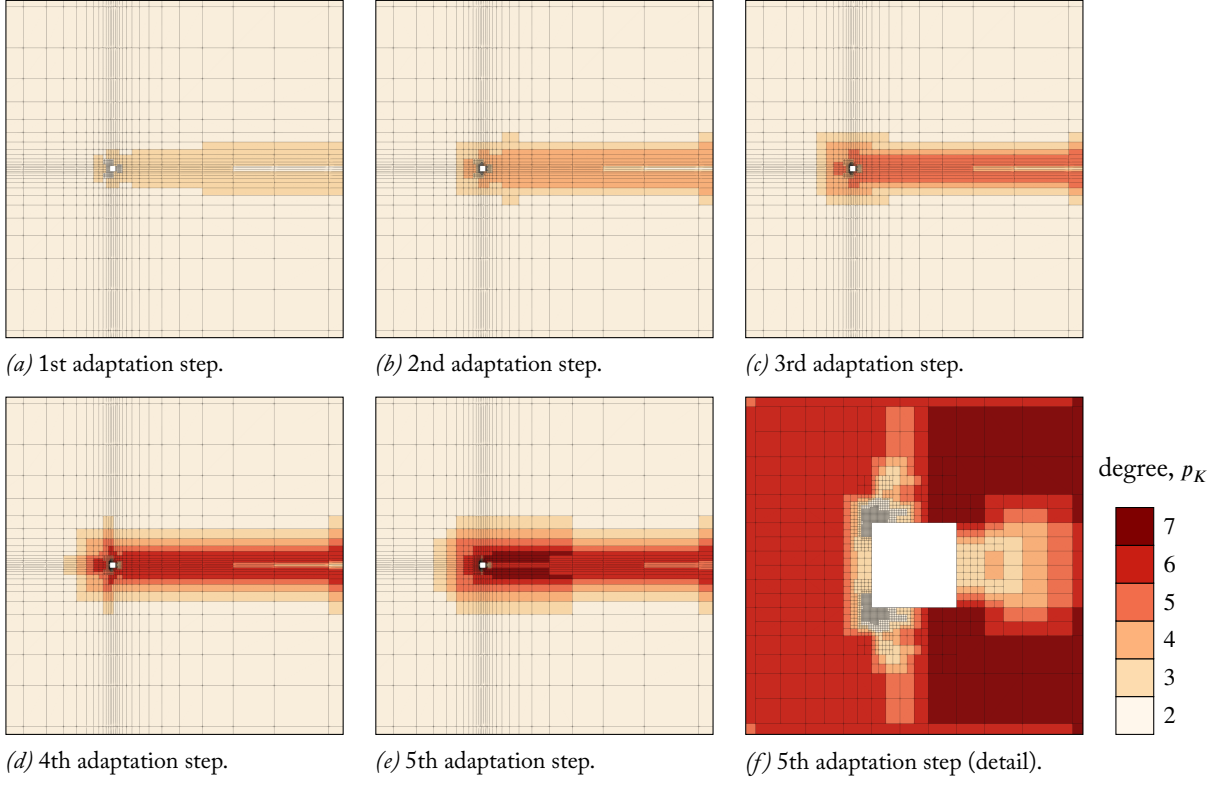 (a) 1st adaptation step.
(b) 2nd adaptation step.
(c) 3rd adaptation step.
degree, p_K
7
6
5
4
3
2
(d) 4th adaptation step.
(e) 5th adaptation step.
(f) 5th adaptation step (detail).